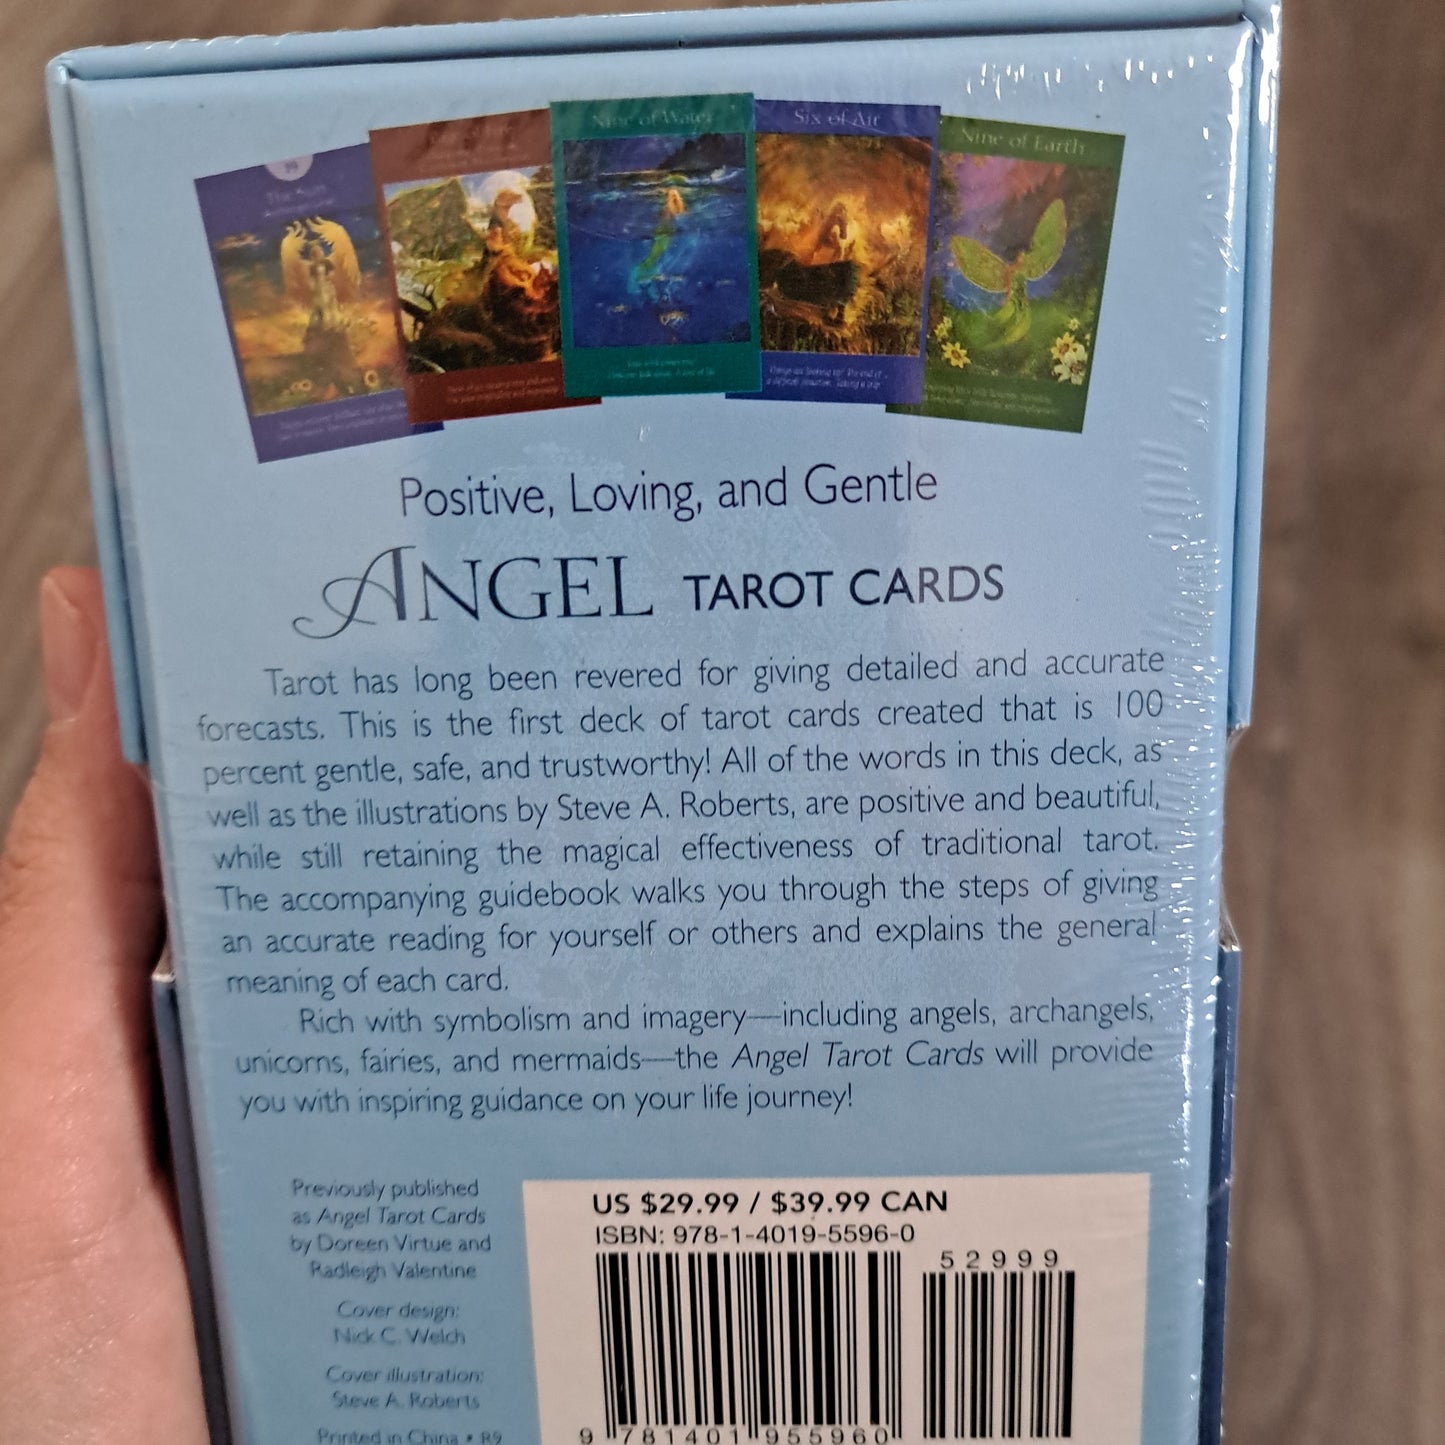 19
The Sun
Nine of Water
Six of Air
Nine of Earth
Positive, Loving, and Gentle
ANGEL TAROT CARDS
Tarot has long been revered for giving detailed and accurate
forecasts. This is the first deck of tarot cards created that is 100
percent gentle, safe, and trustworthy! All of the words in this deck, as
well as the illustrations by Steve A. Roberts, are positive and beautiful,
while still retaining the magical effectiveness of traditional tarot.
The accompanying guidebook walks you through the steps of giving
an accurate reading for yourself or others and explains the general
meaning of each card.
Rich with symbolism and imagery—including angels, archangels,
unicorns, fairies, and mermaids—the Angel Tarot Cards will provide
you with inspiring guidance on your life journey!
Previously published
as Angel Tarot Cards
by Doreen Virtue and
Radleigh Valentine
Cover design:
Nick C. Welch
Cover illustration:
Steve A. Roberts
Printed in China • R9
US $29.99 / $39.99 CAN
ISBN: 978-1-4019-5596-0
52999
9 781401 955960